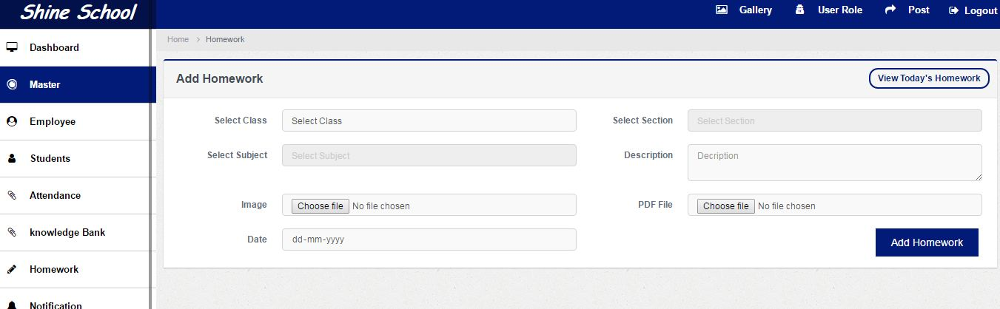 Shine School
Gallery
User Role
Post
Logout
Home > Homework
Dashboard
Master
Employee
Students
Attendance
knowledge Bank
Homework
Notification
Add Homework
View Today's Homework
Select Class
Select Class
Select Section
Select Section
Select Subject
Select Subject
Description
Decription
Image
Choose file No file chosen
PDF File
Choose file No file chosen
Date
dd-mm-yyyy
Add Homework